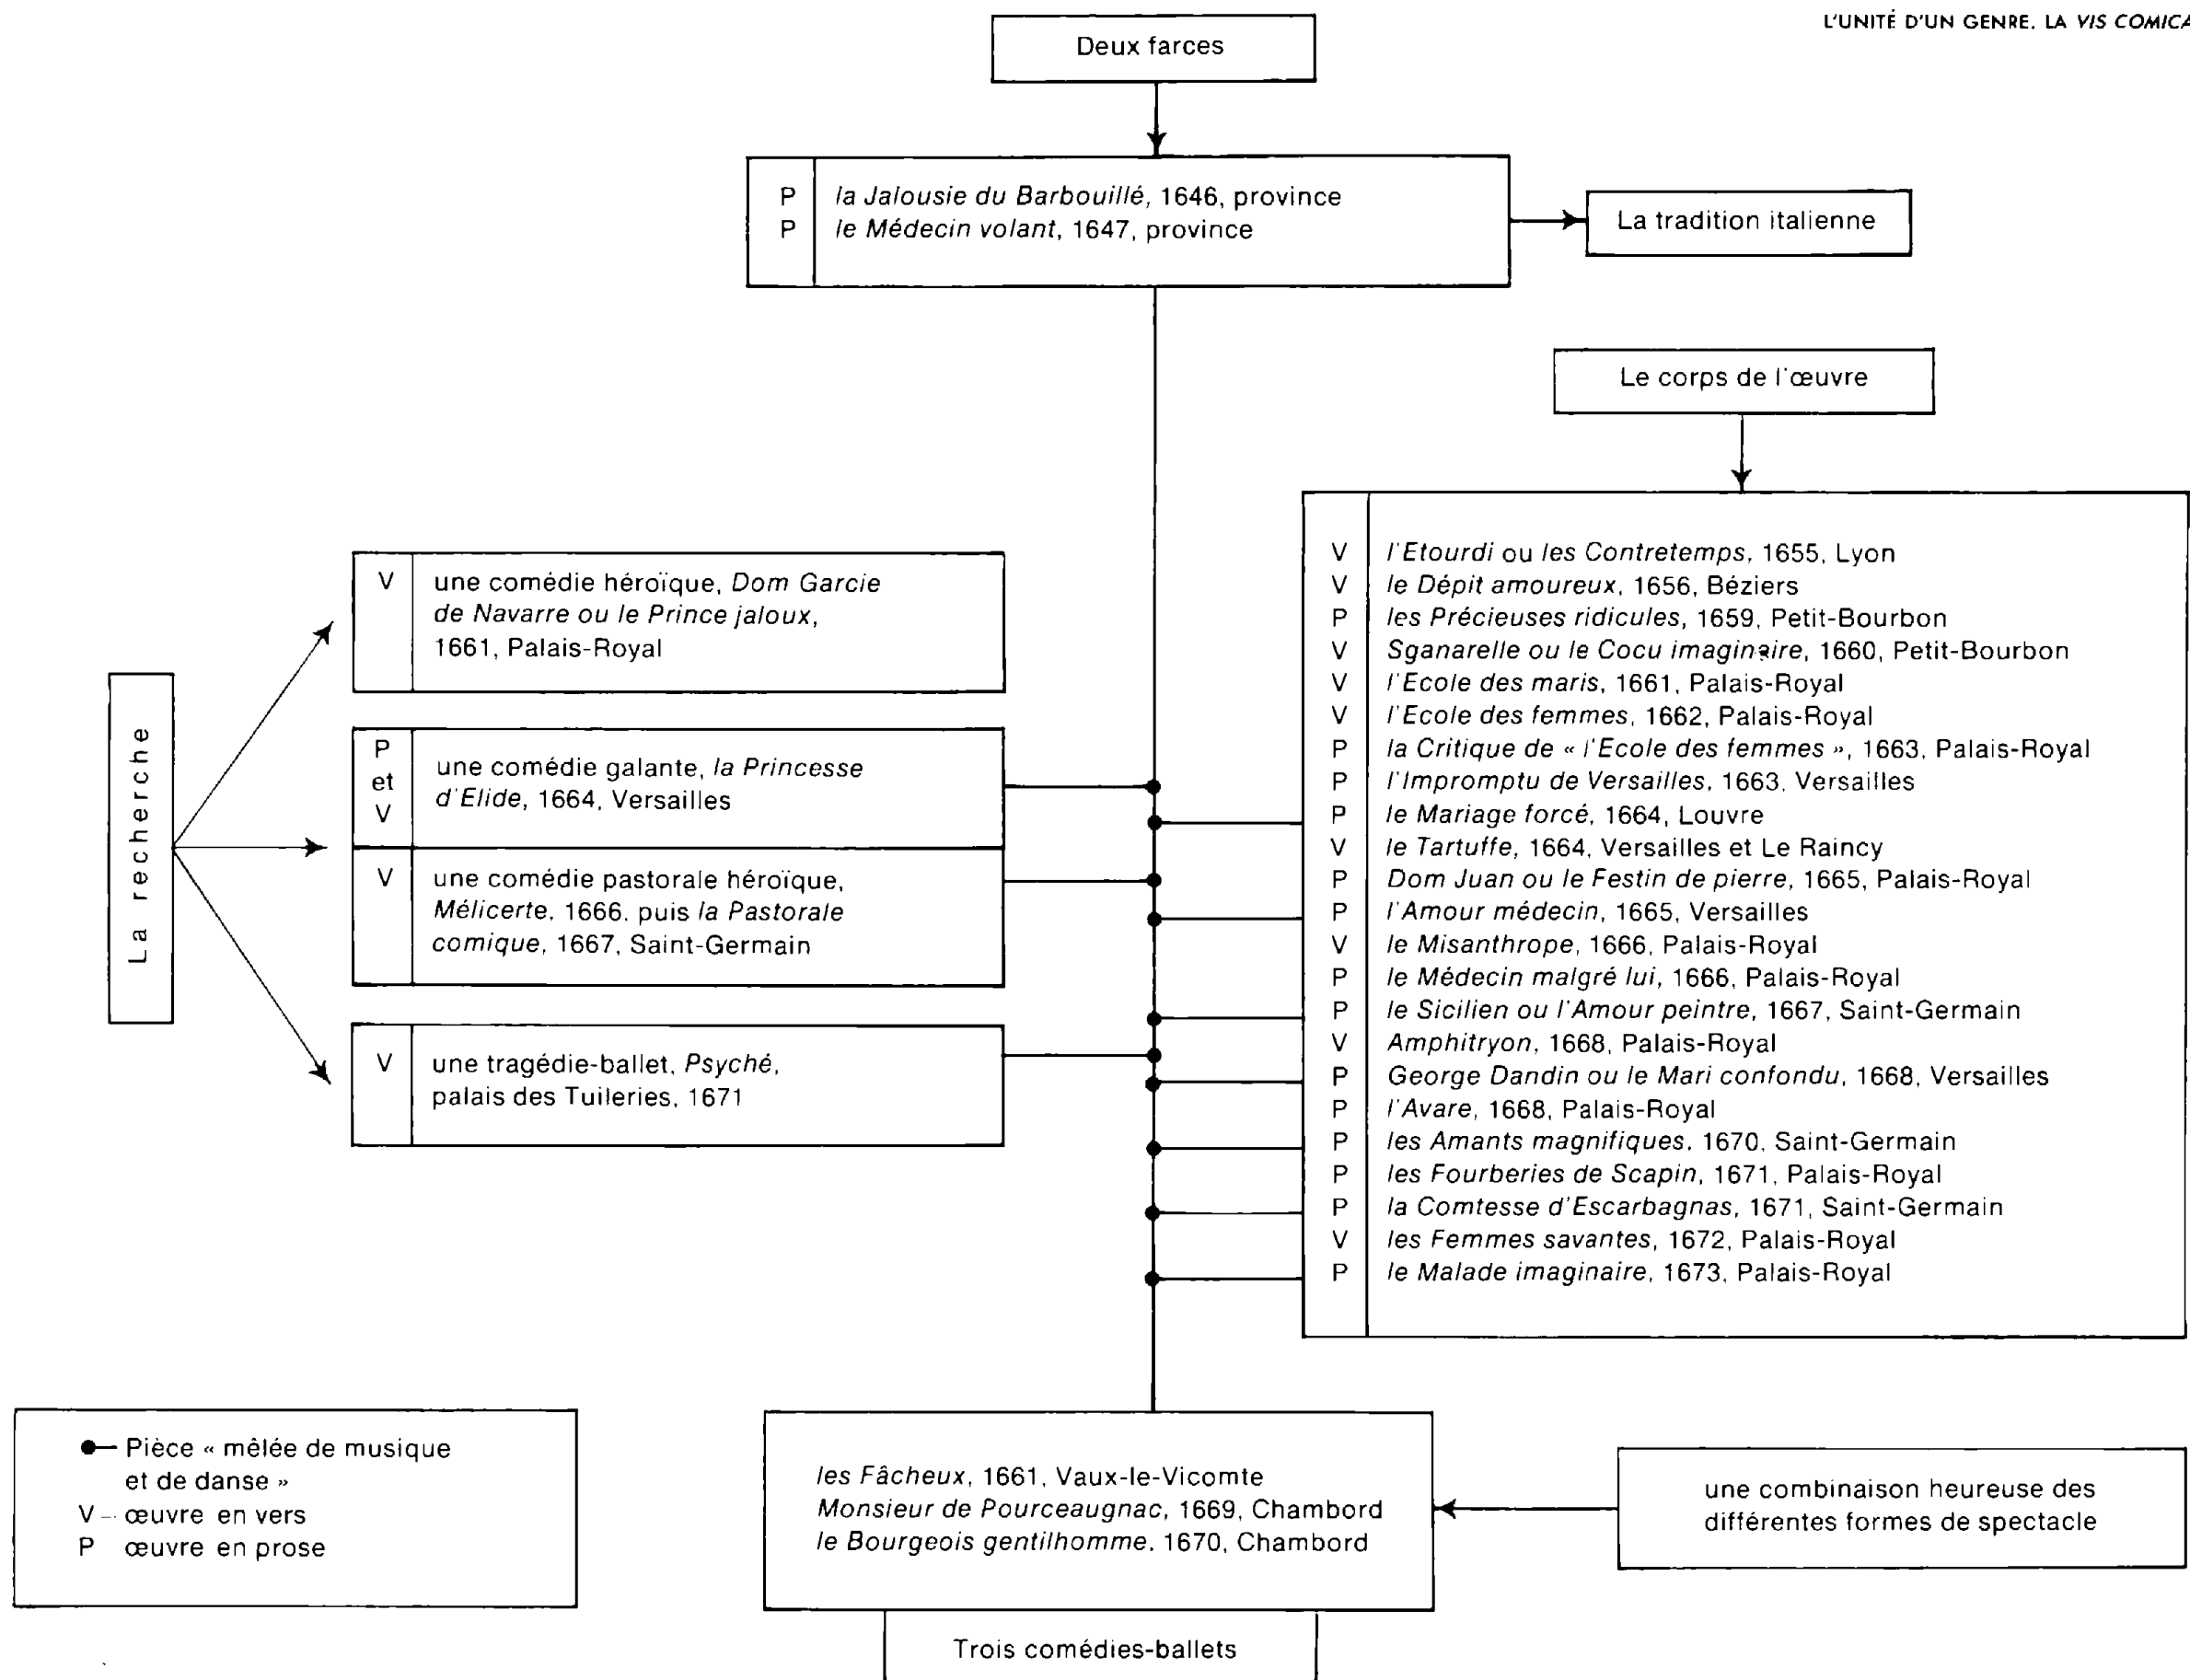 L'UNITÉ D'UN GENRE. LA VIS COMICA
Deux farces
P la Jalousie du Barbouillé, 1646, province
P le Médecin volant, 1647, province
La tradition italienne
Le corps de l'œuvre
V l'Etourdi ou les Contretemps, 1655, Lyon
V le Dépit amoureux, 1656, Béziers
P les Précieuses ridicules, 1659, Petit-Bourbon
V Sganarelle ou le Cocu imaginaire, 1660, Petit-Bourbon
V l'Ecole des maris, 1661, Palais-Royal
V l'Ecole des femmes, 1662, Palais-Royal
P la Critique de « l'Ecole des femmes », 1663, Palais-Royal
P l'Impromptu de Versailles, 1663, Versailles
P le Mariage forcé, 1664, Louvre
V le Tartuffe, 1664, Versailles et Le Raincy
P Dom Juan ou le Festin de pierre, 1665, Palais-Royal
P l'Amour médecin, 1665, Versailles
V le Misanthrope, 1666, Palais-Royal
P le Médecin malgré lui, 1666, Palais-Royal
P le Sicilien ou l'Amour peintre, 1667, Saint-Germain
V Amphitryon, 1668, Palais-Royal
P George Dandin ou le Mari confondu, 1668, Versailles
P l'Avare, 1668, Palais-Royal
P les Amants magnifiques, 1670, Saint-Germain
P les Fourberies de Scapin, 1671, Palais-Royal
P la Comtesse d'Escarbagnas, 1671, Saint-Germain
V les Femmes savantes, 1672, Palais-Royal
P le Malade imaginaire, 1673, Palais-Royal
La recherche
V une comédie héroïque, Dom Garcie
de Navarre ou le Prince jaloux,
1661, Palais-Royal
P
et
V
une comédie galante, la Princesse
d'Elide, 1664, Versailles
V une comédie pastorale héroïque,
Mélicerte, 1666, puis la Pastorale
comique, 1667, Saint-Germain
V une tragédie-ballet, Psyché,
palais des Tuileries, 1671
Pièce « mêlée de musique
et de danse »
V – œuvre en vers
P œuvre en prose
les Fâcheux, 1661, Vaux-le-Vicomte
Monsieur de Pourceaugnac, 1669, Chambord
le Bourgeois gentilhomme. 1670, Chambord
une combinaison heureuse des
différentes formes de spectacle
Trois comédies-ballets